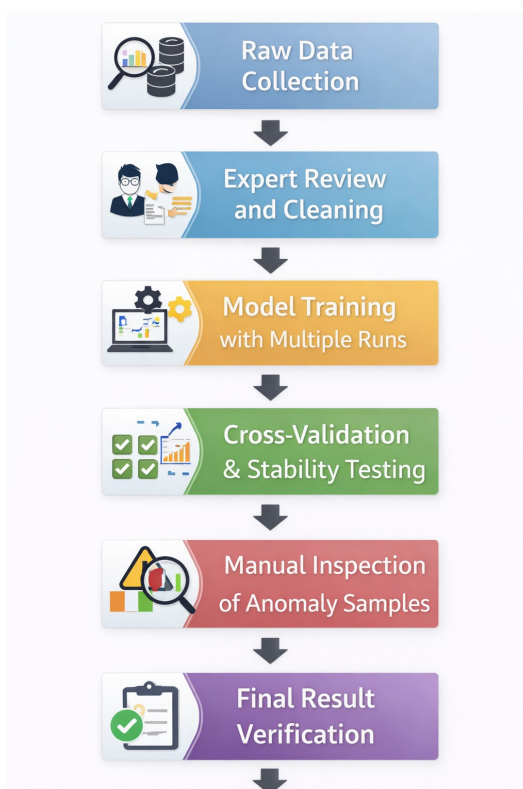 Raw Data
Collection
Expert Review
and Cleaning
Model Training
with Multiple Runs
Cross-Validation
& Stability Testing
Manual Inspection
of Anomaly Samples
Final Result
Verification